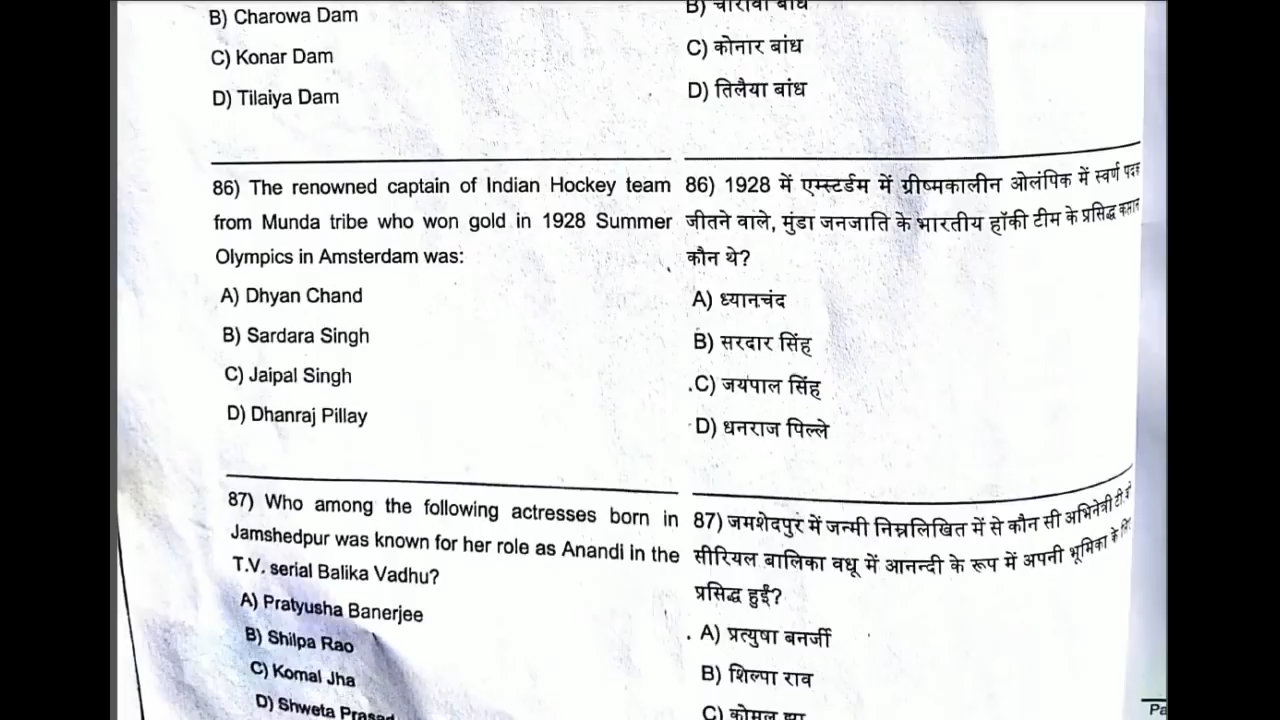 B) Charowa Dam
C) Konar Dam
D) Tilaiya Dam
86) The renowned captain of Indian Hockey team
from Munda tribe who won gold in 1928 Summer
Olympics in Amsterdam was:
A) Dhyan Chand
B) Sardara Singh
C) Jaipal Singh
D) Dhanraj Pillay
87) Who among the following actresses born in
Jamshedpur was known for her role as Anandi in the
T.V. serial Balika Vadhu?
A) Pratyusha Banerjee
B) Shilpa Rao
C) Komal Jha
D) Shweta Prasad
B) चारोवा बांध
C) कोनार बांध
D) तिलैया बांध
86) 1928 में एम्स्टर्डम में ग्रीष्मकालीन ओलंपिक में स्वर्ण पदक
जीतने वाले, मुंडा जनजाति के भारतीय हॉकी टीम के प्रसिद्ध कप्तान
कौन थे?
A) ध्यानचंद
B) सरदार सिंह
C) जयपाल सिंह
D) धनराज पिल्ले
87) जमशेदपुर में जन्मी निम्नलिखित में से कौन सी अभिनेत्री टी.वी
सीरियल बालिका वधू में आनन्दी के रूप में अपनी भूमिका के लिए
प्रसिद्ध हुईं?
A) प्रत्युषा बनर्जी
B) शिल्पा राव
C) कोमल झा
Pa